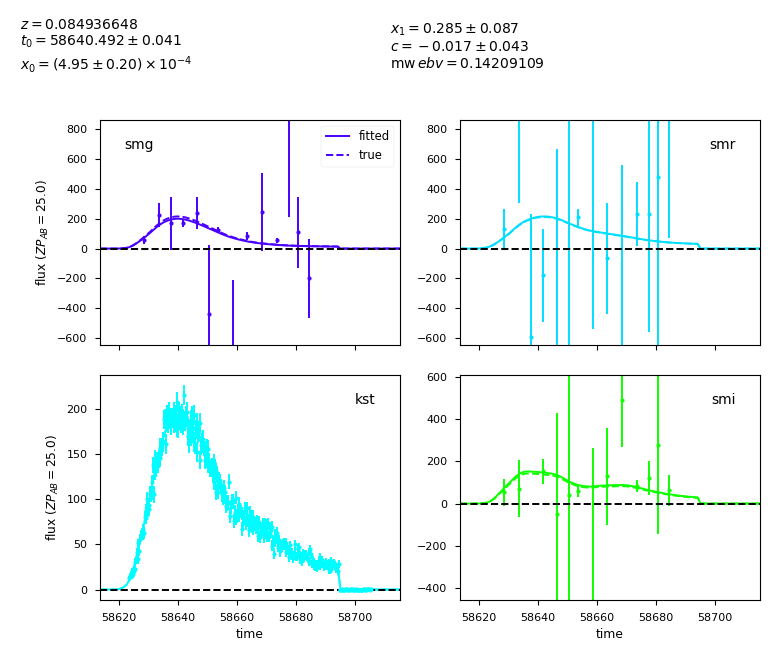 z = 0.084936648
t₀ = 58640.492 ± 0.041
x₀ = (4.95 ± 0.20) × 10⁻⁴
x₁ = 0.285 ± 0.087
c = −0.017 ± 0.043
mw ebv = 0.14209109
smg
fitted
true
800
600
400
200
0
−200
−400
−600
flux (ZP_AB = 25.0)
smr
800
600
400
200
0
−200
−400
−600
kst
200
150
100
50
0
flux (ZP_AB = 25.0)
58620 58640 58660 58680 58700
time
smi
600
400
200
0
−200
−400
58620 58640 58660 58680 58700
time